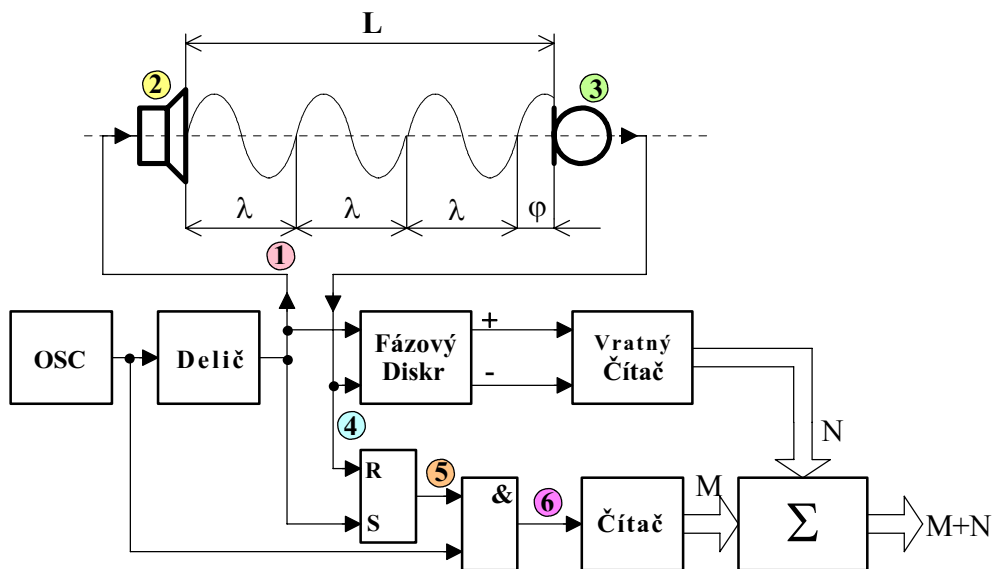 L
2
3
λ
λ
λ
φ
1
OSC
Delič
Fázový
Diskr
+
-
Vratný
Čítač
N
4
R
S
5
&
6
Čítač
M
Σ
M+N